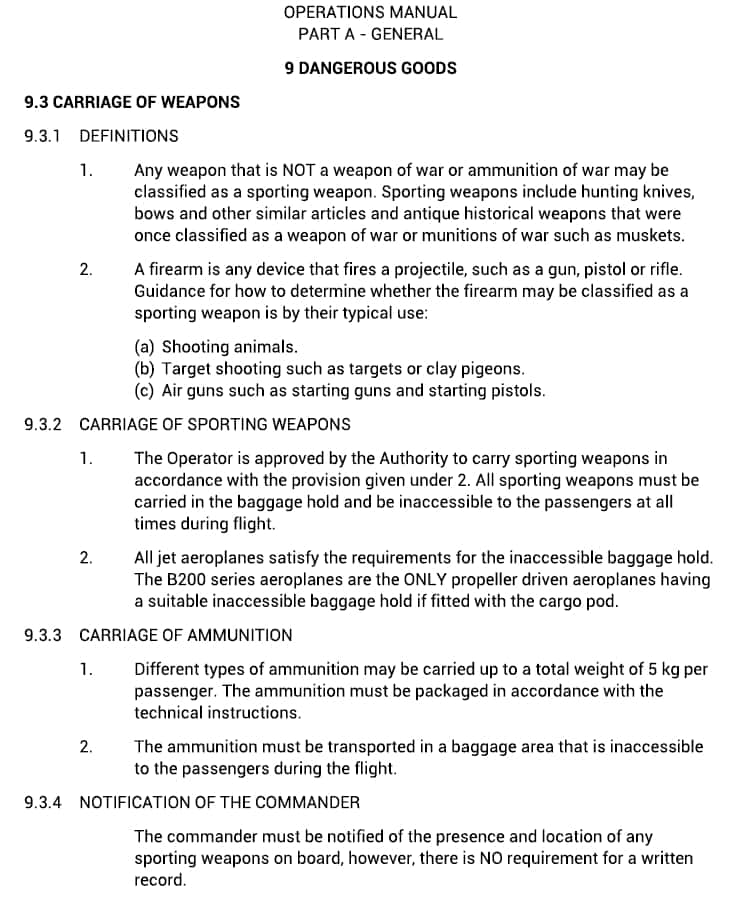 OPERATIONS MANUAL
PART A - GENERAL
9 DANGEROUS GOODS
9.3 CARRIAGE OF WEAPONS
9.3.1 DEFINITIONS
1. Any weapon that is NOT a weapon of war or ammunition of war may be
classified as a sporting weapon. Sporting weapons include hunting knives,
bows and other similar articles and antique historical weapons that were
once classified as a weapon of war or munitions of war such as muskets.
2. A firearm is any device that fires a projectile, such as a gun, pistol or rifle.
Guidance for how to determine whether the firearm may be classified as a
sporting weapon is by their typical use:
(a) Shooting animals.
(b) Target shooting such as targets or clay pigeons.
(c) Air guns such as starting guns and starting pistols.
9.3.2 CARRIAGE OF SPORTING WEAPONS
1. The Operator is approved by the Authority to carry sporting weapons in
accordance with the provision given under 2. All sporting weapons must be
carried in the baggage hold and be inaccessible to the passengers at all
times during flight.
2. All jet aeroplanes satisfy the requirements for the inaccessible baggage hold.
The B200 series aeroplanes are the ONLY propeller driven aeroplanes having
a suitable inaccessible baggage hold if fitted with the cargo pod.
9.3.3 CARRIAGE OF AMMUNITION
1. Different types of ammunition may be carried up to a total weight of 5 kg per
passenger. The ammunition must be packaged in accordance with the
technical instructions.
2. The ammunition must be transported in a baggage area that is inaccessible
to the passengers during the flight.
9.3.4 NOTIFICATION OF THE COMMANDER
The commander must be notified of the presence and location of any
sporting weapons on board, however, there is NO requirement for a written
record.